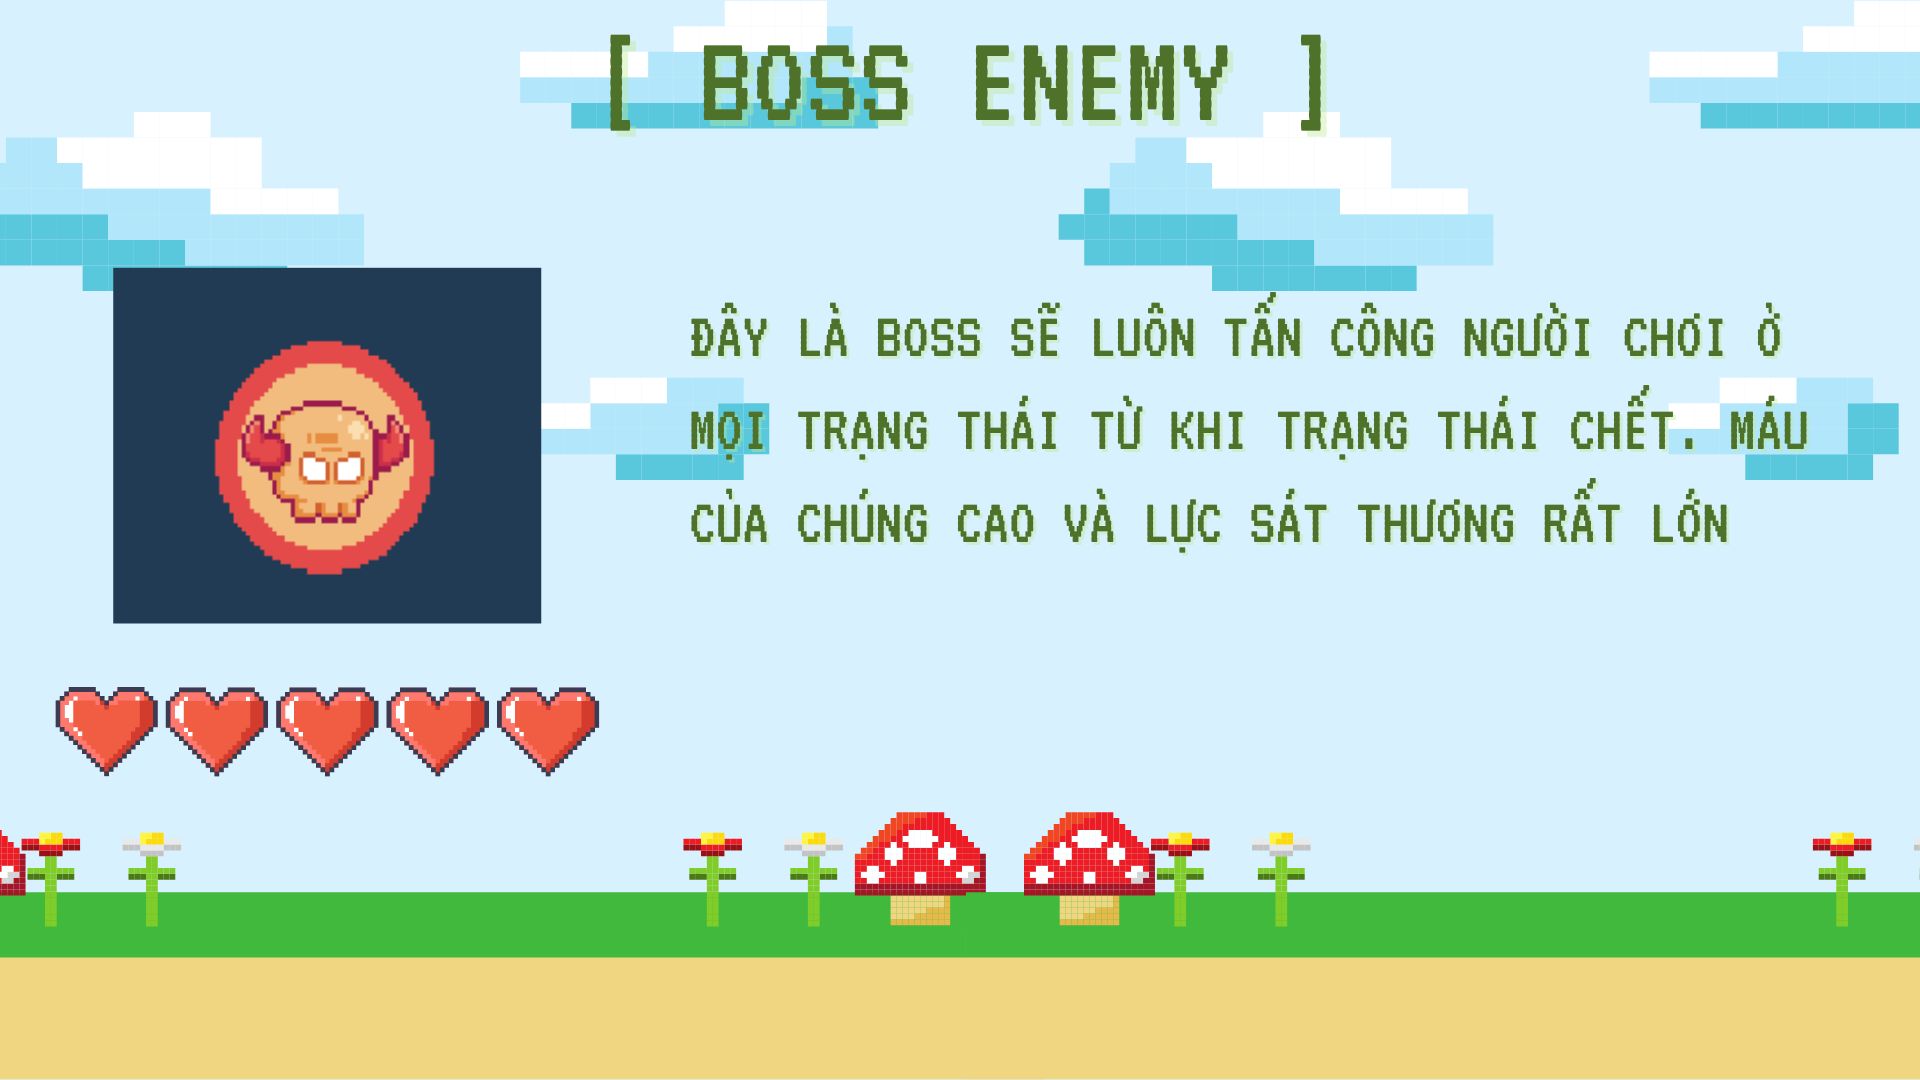 [ BOSS ENEMY ]
ĐÂY LÀ BOSS SẼ LUÔN TẤN CÔNG NGƯỜI CHƠI Ở
MỌI TRẠNG THÁI TỪ KHI TRẠNG THÁI CHẾT. MÁU
CỦA CHÚNG CAO VÀ LỰC SÁT THƯƠNG RẤT LỚN